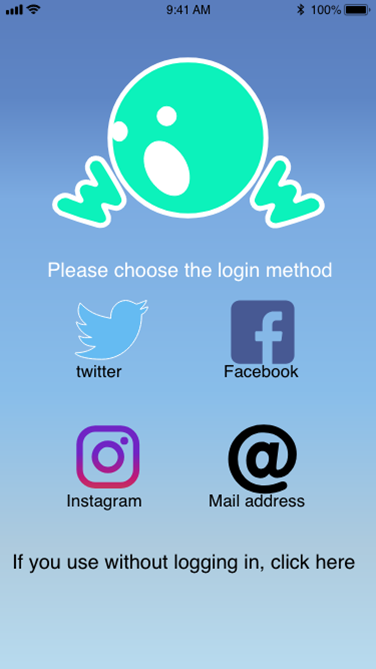 9:41 AM 100%
Please choose the login method
twitter Facebook
Instagram Mail address
If you use without logging in, click here